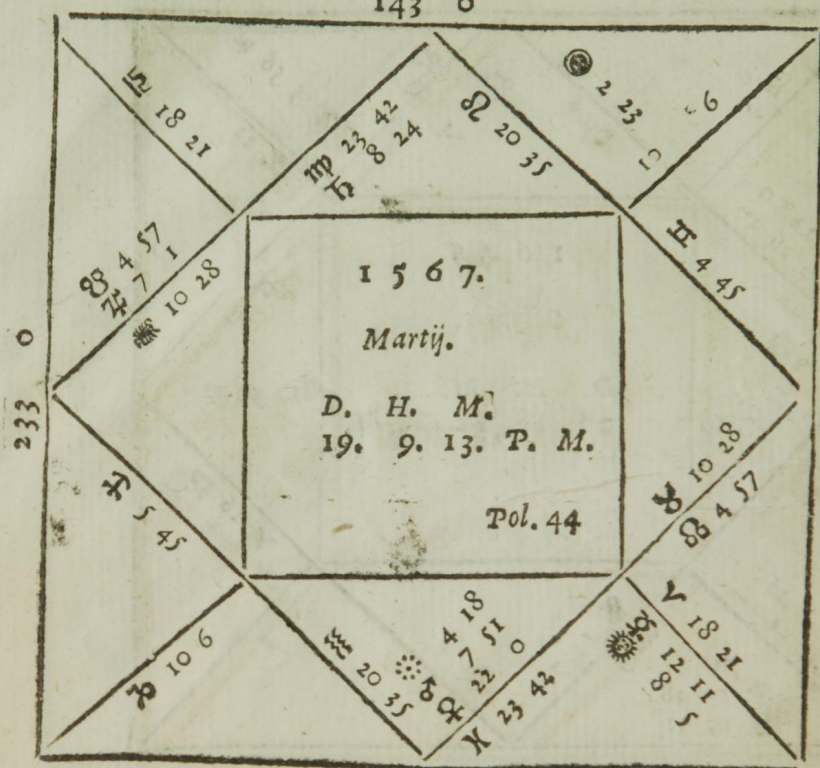 143 0
♎ 18 21
♍ 23 42
♄ 8 24
♌ 20 35
2 23
♋ 10 6
♊ 4 45
☋ 4 57
♃ 7 1
♏ 10 28
0
233
1 5 6 7.
Martij.
D. H. M.
19. 9. 13. P. M.
Pol. 44
♉ 10 28
☊ 4 57
♐ 5 45
♈ 18 21
12 11
8 5
♑ 10 6
♒ 20 35
4 18
♂ 7 51
☿ 22 0
♓ 23 42